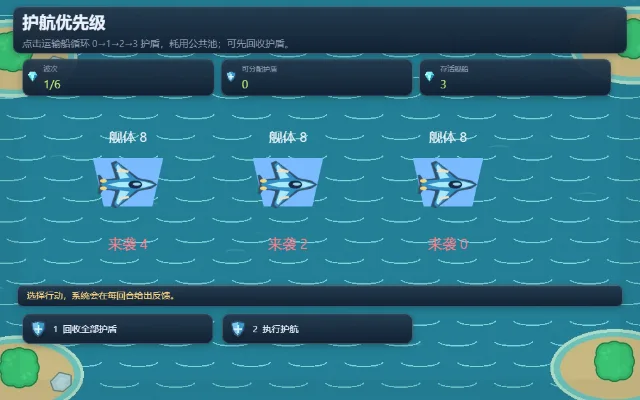 护航优先级
点击运输船循环 0→1→2→3 护盾，耗用公共池；可先回收护盾。
波次
1/6
可分配护盾
0
存活船舶
3
舰体 8
舰体 8
舰体 8
来袭 4
来袭 2
来袭 0
选择行动，系统会在每回合给出反馈。
1 回收全部护盾
2 执行护航